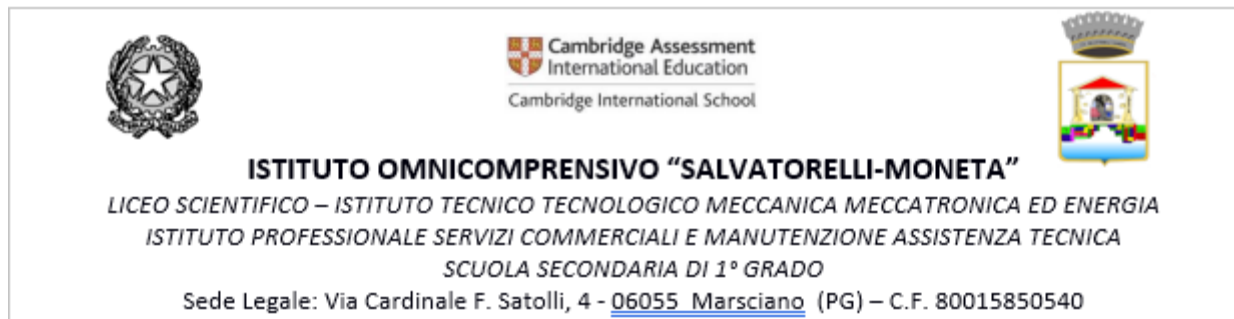 Cambridge Assessment
International Education
Cambridge International School
ISTITUTO OMNICOMPRENSIVO “SALVATORELLI-MONETA”
LICEO SCIENTIFICO – ISTITUTO TECNICO TECNOLOGICO MECCANICA MECCATRONICA ED ENERGIA
ISTITUTO PROFESSIONALE SERVIZI COMMERCIALI E MANUTENZIONE ASSISTENZA TECNICA
SCUOLA SECONDARIA DI 1° GRADO
Sede Legale: Via Cardinale F. Satolli, 4 - 06055 Marsciano (PG) – C.F. 80015850540